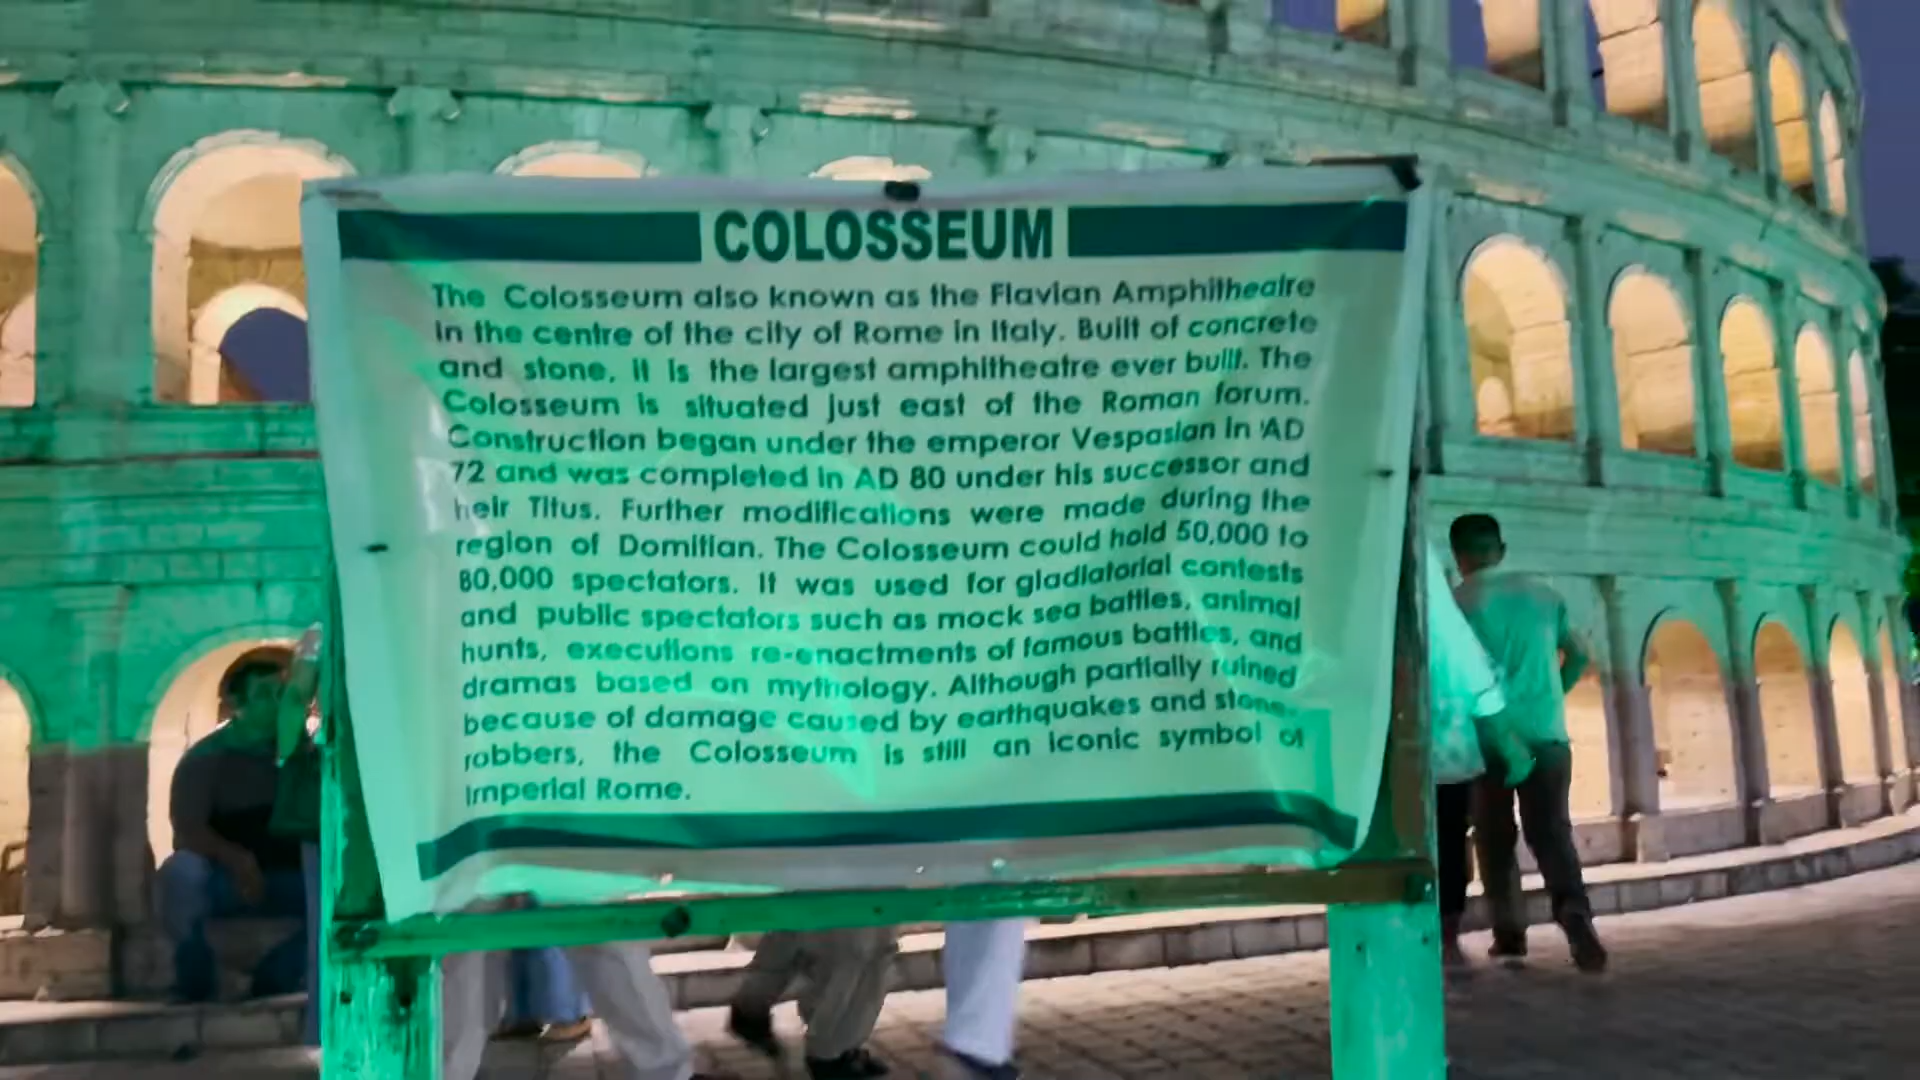 COLOSSEUM
The Colosseum also known as the Flavian Amphitheatre
in the centre of the city of Rome in Italy. Built of concrete
and stone, it is the largest amphitheatre ever built. The
Colosseum is situated just east of the Roman forum.
Construction began under the emperor Vespasian in 'AD
72 and was completed in AD 80 under his successor and
heir Titus. Further modifications were made during the
region of Domitian. The Colosseum could hold 50,000 to
80,000 spectators. It was used for gladiatorial contests
and public spectators such as mock sea battles, animal
hunts, executions re-enactments of famous battles, and
dramas based on mythology. Although partially ruined
because of damage caused by earthquakes and stone-
robbers, the Colosseum is still an iconic symbol of
Imperial Rome.